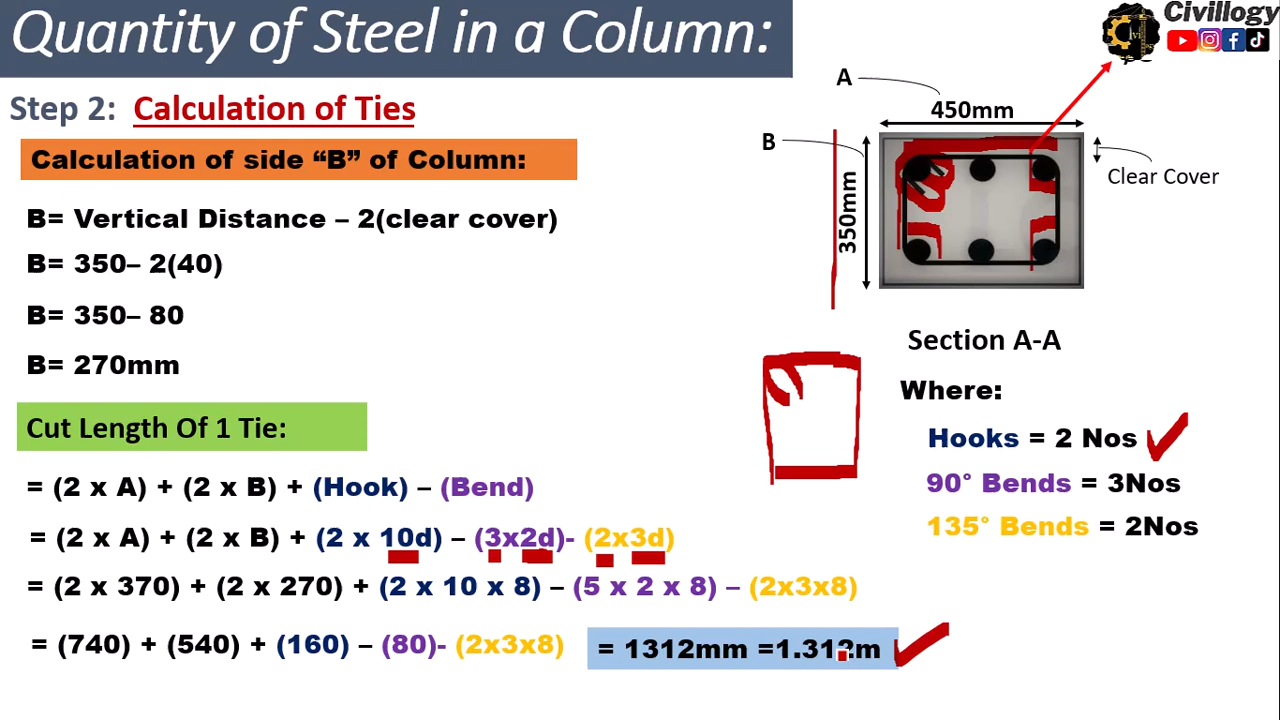 Quantity of Steel in a Column:
Civillogy
Step 2: Calculation of Ties
Calculation of side “B” of Column:
B= Vertical Distance – 2(clear cover)
B= 350– 2(40)
B= 350– 80
B= 270mm
Cut Length Of 1 Tie:
= (2 x A) + (2 x B) + (Hook) – (Bend)
= (2 x A) + (2 x B) + (2 x 10d) – (3x2d)- (2x3d)
= (2 x 370) + (2 x 270) + (2 x 10 x 8) – (5 x 2 x 8) – (2x3x8)
= (740) + (540) + (160) – (80)- (2x3x8)
= 1312mm =1.312m
A
450mm
B
350mm
Clear Cover
Section A-A
Where:
Hooks = 2 Nos
90° Bends = 3Nos
135° Bends = 2Nos